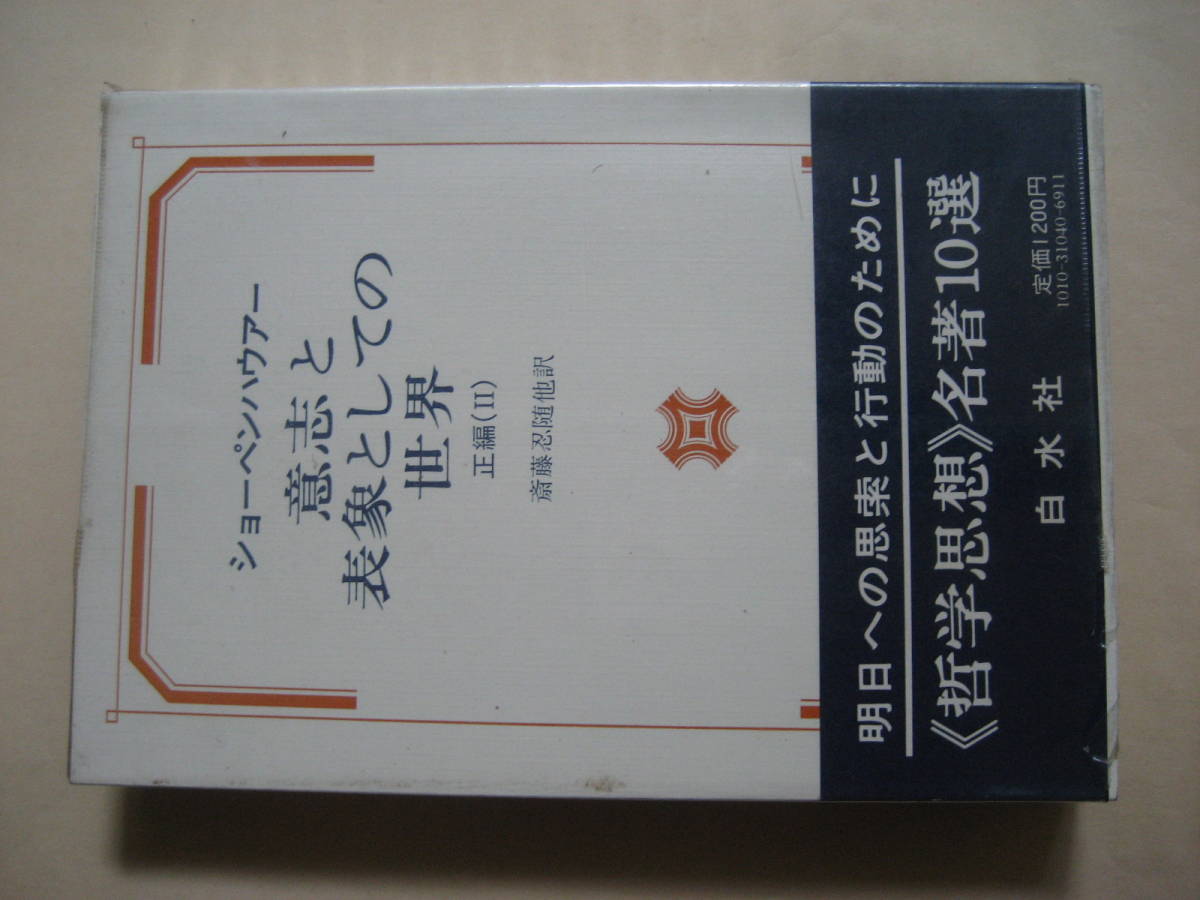 ショーペンハウァー
意志と
表象としての
世界
正編(II)
斎藤忍随他訳
明日への思索と行動のために
《哲学思想》名著10選
白水社
定価1200円
1010-31040-6911